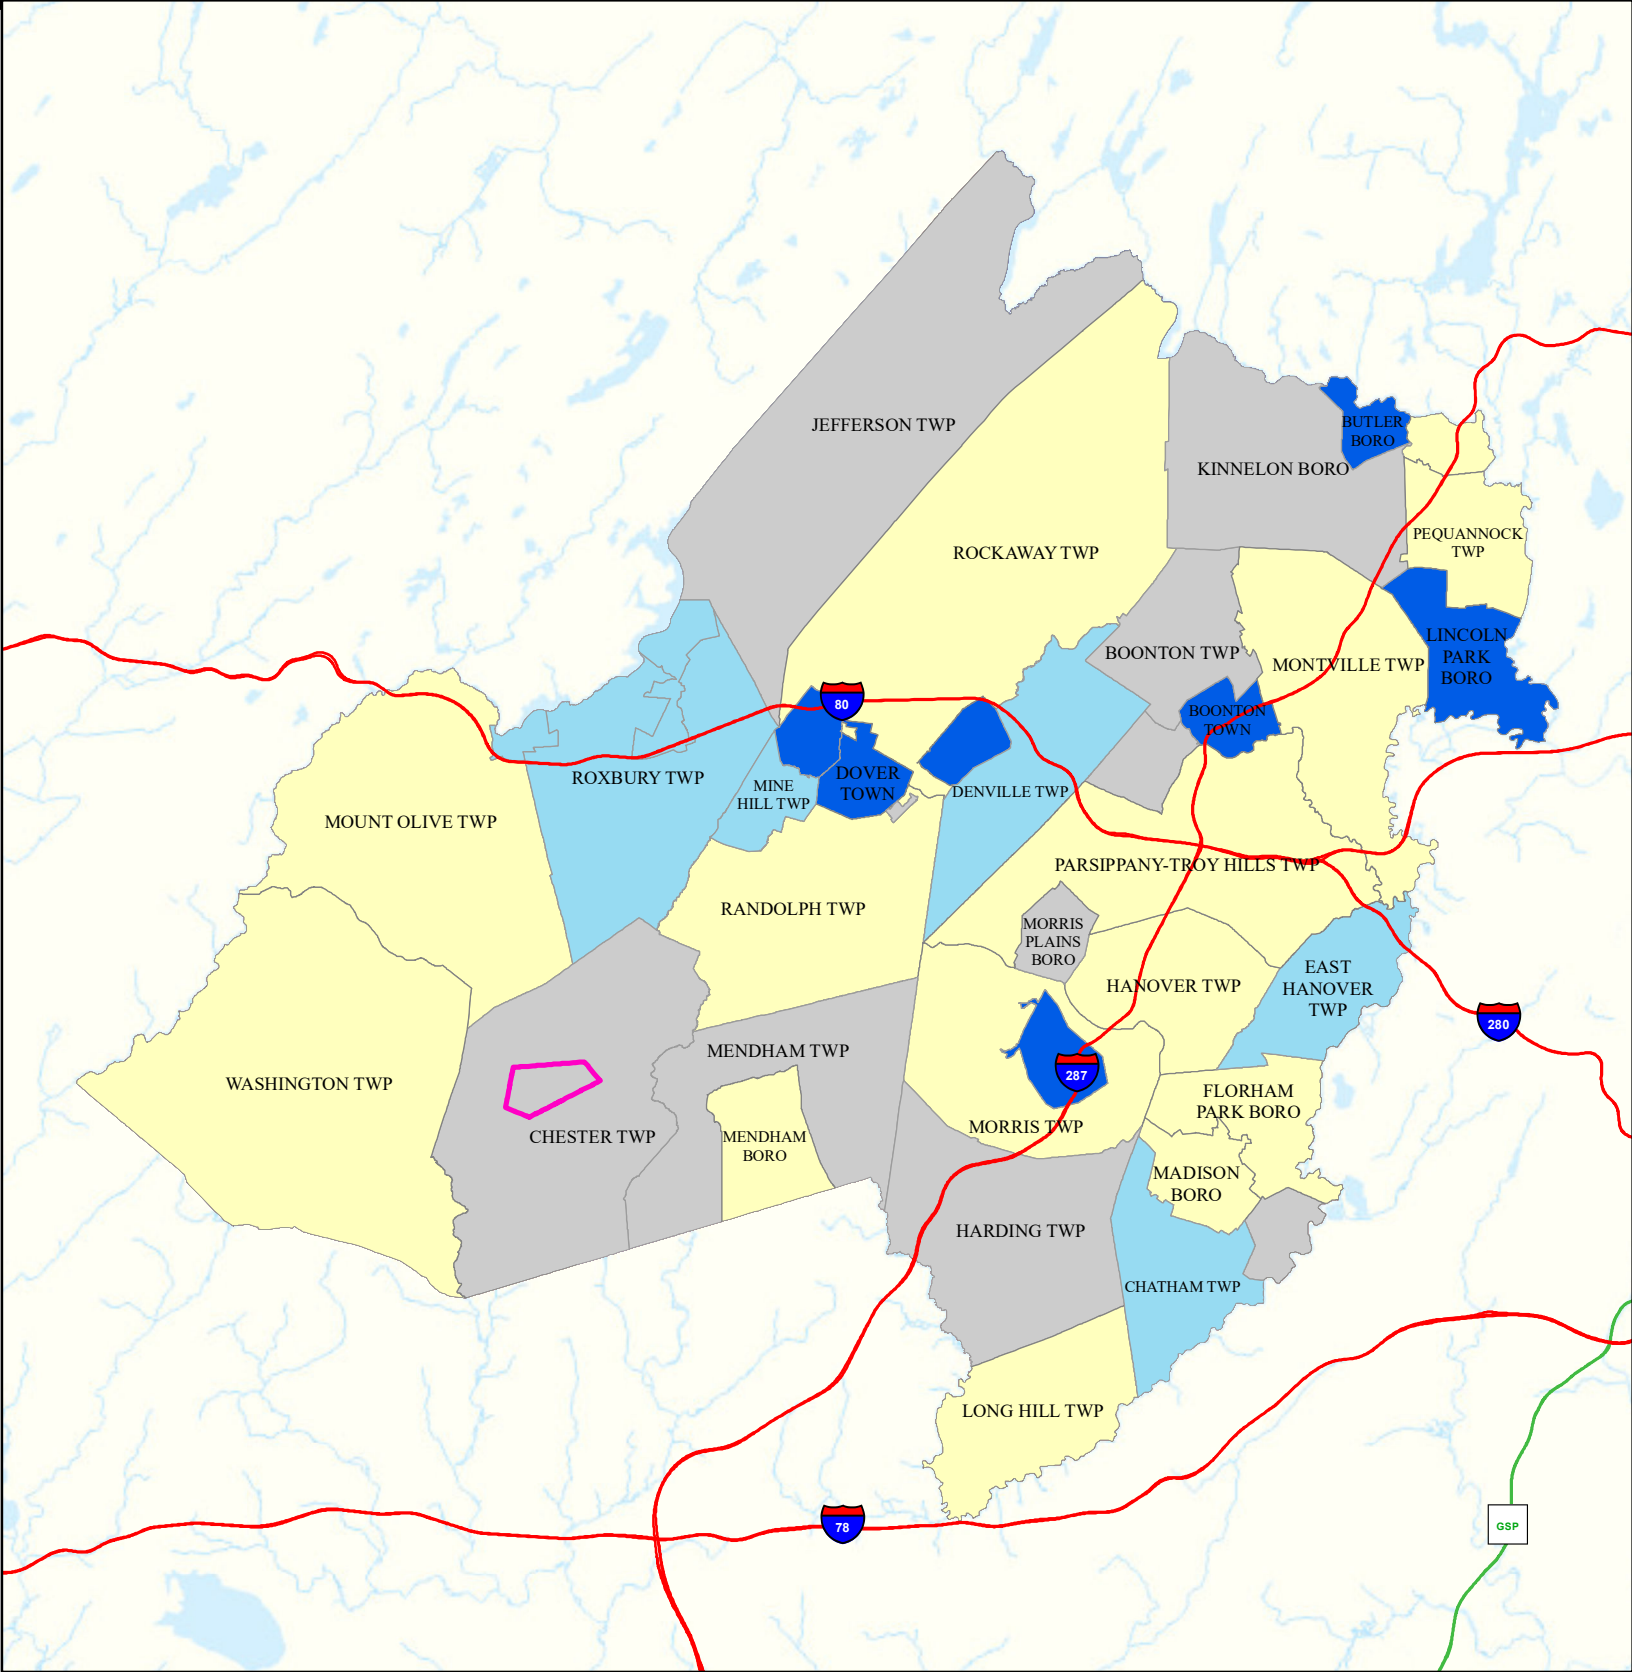 JEFFERSON TWP
BUTLER
BORO
KINNELON BORO
PEQUANNOCK
TWP
ROCKAWAY TWP
LINCOLN
PARK
BORO
BOONTON TWP
MONTVILLE TWP
80
BOONTON
TOWN
ROXBURY TWP
MINE
HILL TWP
DOVER
TOWN
DENVILLE TWP
MOUNT OLIVE TWP
PARSIPPANY-TROY HILLS TWP
RANDOLPH TWP
MORRIS
PLAINS
BORO
EAST
HANOVER
TWP
HANOVER TWP
280
MENDHAM TWP
287
WASHINGTON TWP
FLORHAM
PARK BORO
CHESTER TWP
MENDHAM
BORO
MORRIS TWP
MADISON
BORO
HARDING TWP
CHATHAM TWP
LONG HILL TWP
78
GSP